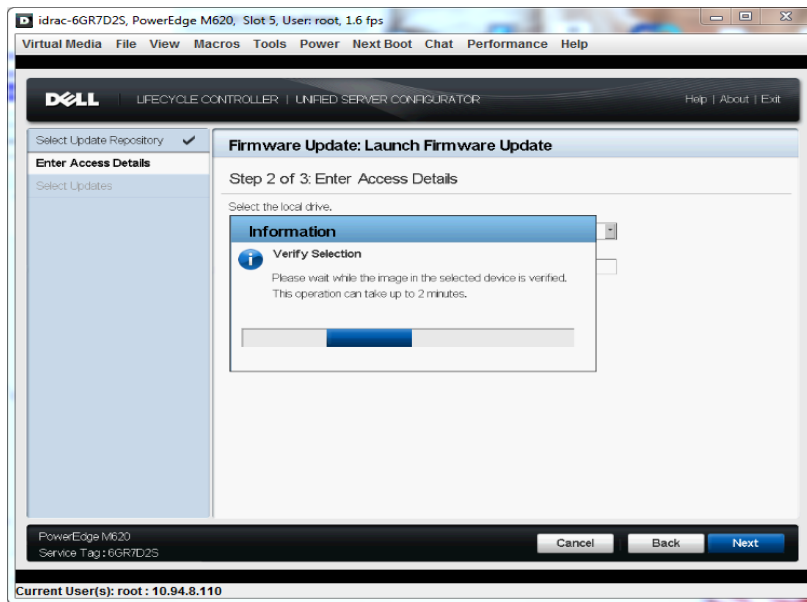 idrac-6GR7D2S, PowerEdge M620, Slot 5, User: root, 1.6 fps
Virtual Media File View Macros Tools Power Next Boot Chat Performance Help
DELL LIFECYCLE CONTROLLER | UNIFIED SERVER CONFIGURATOR Help | About | Exit
Select Update Repository
Enter Access Details
Select Updates
Firmware Update: Launch Firmware Update
Step 2 of 3: Enter Access Details
Select the local drive.
Information
Verify Selection
Please wait while the image in the selected device is verified.
This operation can take up to 2 minutes.
PowerEdge M620
Service Tag: 6GR7D2S
Cancel Back Next
Current User(s): root : 10.94.8.110